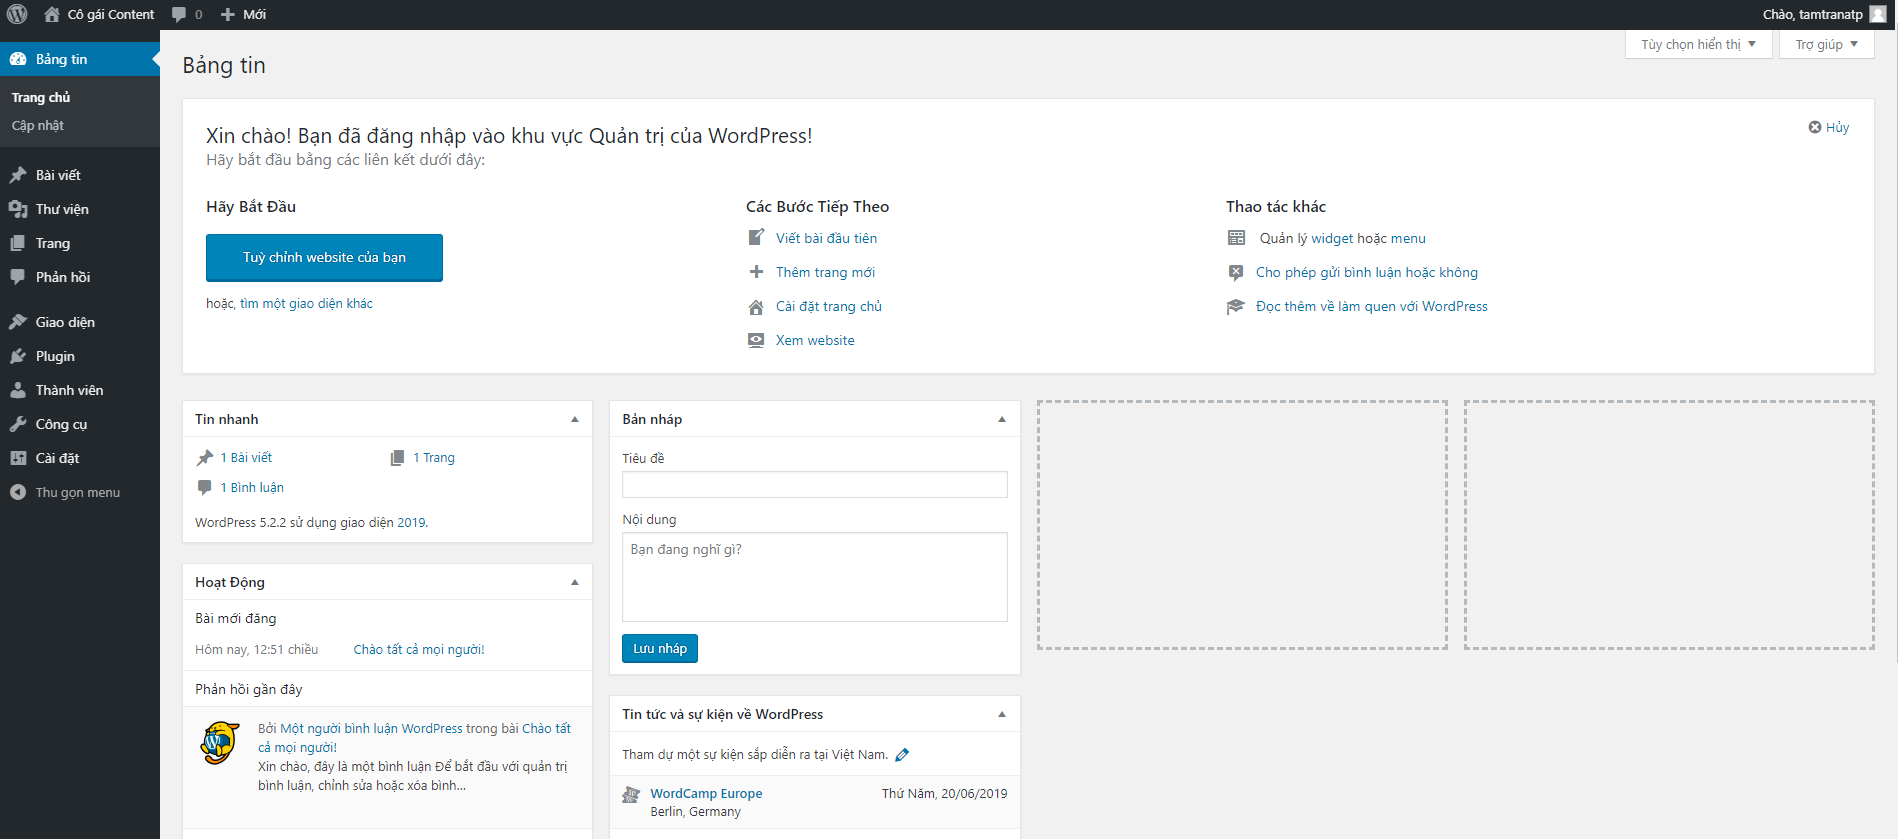 Cô gái Content
0
Mới
Chào, tamtranatp
Bảng tin
Trang chủ
Cập nhật
Bài viết
Thư viện
Trang
Phản hồi
Giao diện
Plugin
Thành viên
Công cụ
Cài đặt
Thu gọn menu
Tùy chọn hiển thị
Trợ giúp
Bảng tin
Xin chào! Bạn đã đăng nhập vào khu vực Quản trị của WordPress!
Hủy
Hãy bắt đầu bằng các liên kết dưới đây:
Hãy Bắt Đầu
Tuỳ chỉnh website của bạn
hoặc, tìm một giao diện khác
Các Bước Tiếp Theo
Viết bài đầu tiên
Thêm trang mới
Cài đặt trang chủ
Xem website
Thao tác khác
Quản lý widget hoặc menu
Cho phép gửi bình luận hoặc không
Đọc thêm về làm quen với WordPress
Tin nhanh
1 Bài viết
1 Trang
1 Bình luận
WordPress 5.2.2 sử dụng giao diện 2019.
Hoạt Động
Bài mới đăng
Hôm nay, 12:51 chiều
Chào tất cả mọi người!
Phản hồi gần đây
Bởi Một người bình luận WordPress trong bài Chào tất
cả mọi người!
Xin chào, đây là một bình luận Để bắt đầu với quản trị
bình luận, chỉnh sửa hoặc xóa bình...
Bản nháp
Tiêu đề
Nội dung
Bạn đang nghĩ gì?
Lưu nháp
Tin tức và sự kiện về WordPress
Tham dự một sự kiện sắp diễn ra tại Việt Nam.
WordCamp Europe
Thứ Năm, 20/06/2019
Berlin, Germany